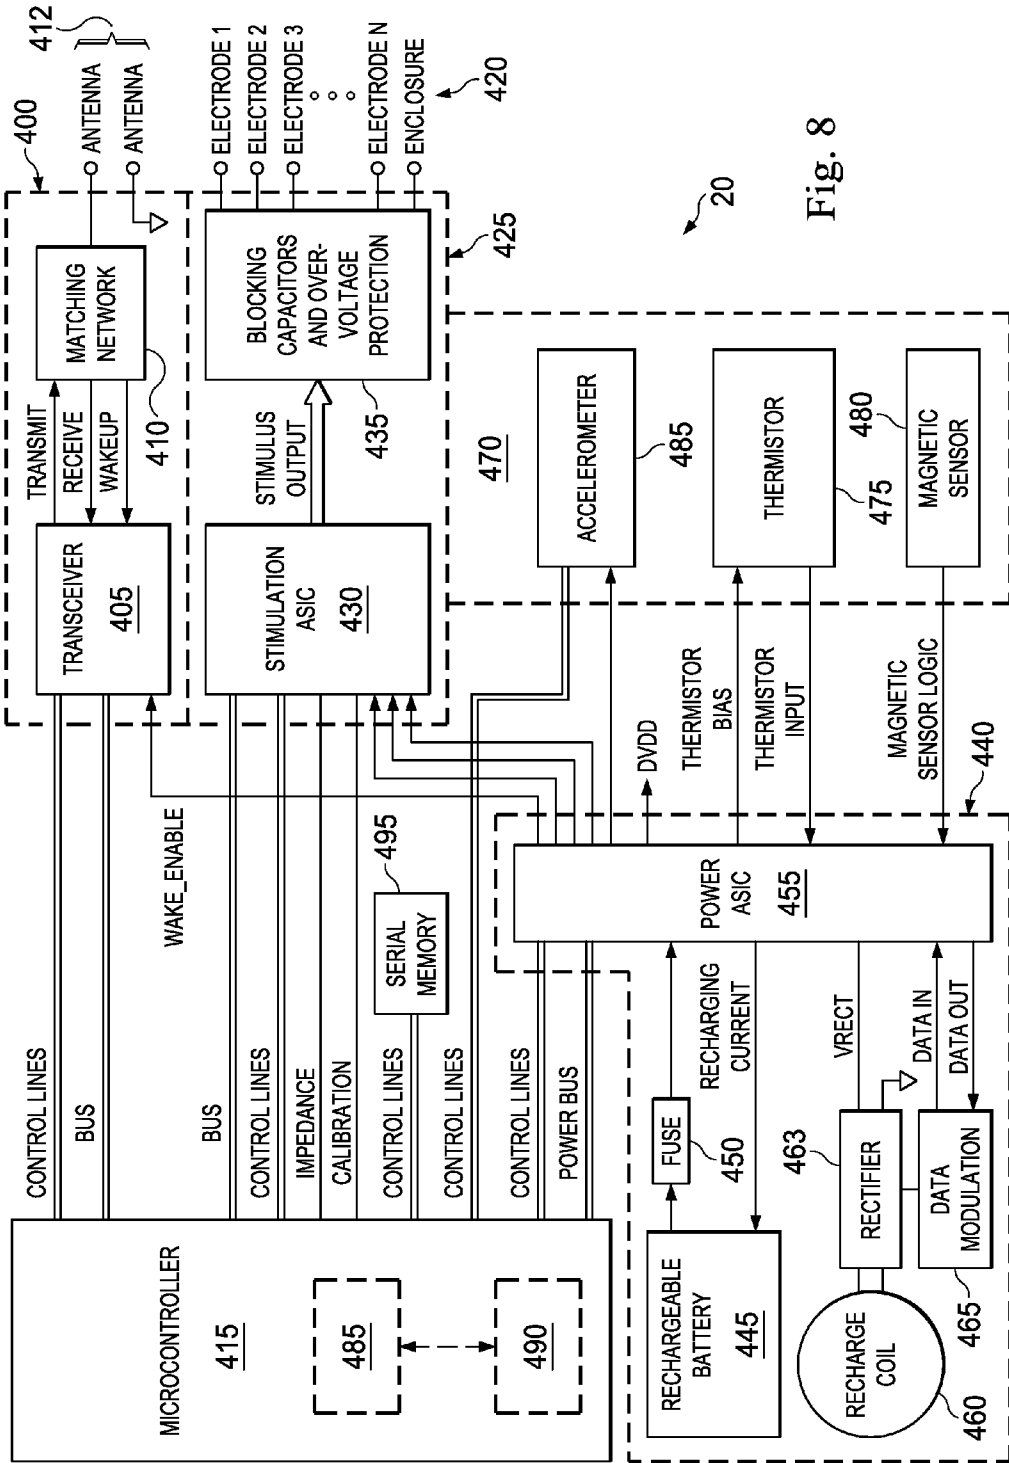 412
ANTENNA
ANTENNA
400
MATCHING
NETWORK
410
TRANSMIT
RECEIVE
WAKEUP
TRANSCEIVER
405
CONTROL LINES
BUS
WAKE_ENABLE
ELECTRODE 1
ELECTRODE 2
ELECTRODE 3
ELECTRODE N
ENCLOSURE
420
BLOCKING
CAPACITORS
AND OVER-
VOLTAGE
PROTECTION
425
435
STIMULUS
OUTPUT
STIMULATION
ASIC
430
BUS
CONTROL LINES
IMPEDANCE
CALIBRATION
SERIAL
MEMORY
495
CONTROL LINES
CONTROL LINES
CONTROL LINES
POWER BUS
MICROCONTROLLER
415
485
490
20
Fig. 8
470
ACCELEROMETER
485
THERMISTOR
475
MAGNETIC
SENSOR
480
DVDD
THERMISTOR
BIAS
THERMISTOR
INPUT
MAGNETIC
SENSOR LOGIC
440
POWER
ASIC
455
RECHARGING
CURRENT
VRECT
DATA IN
DATA OUT
FUSE
450
RECTIFIER
463
DATA
MODULATION
465
RECHARGEABLE
BATTERY
445
RECHARGE
COIL
460